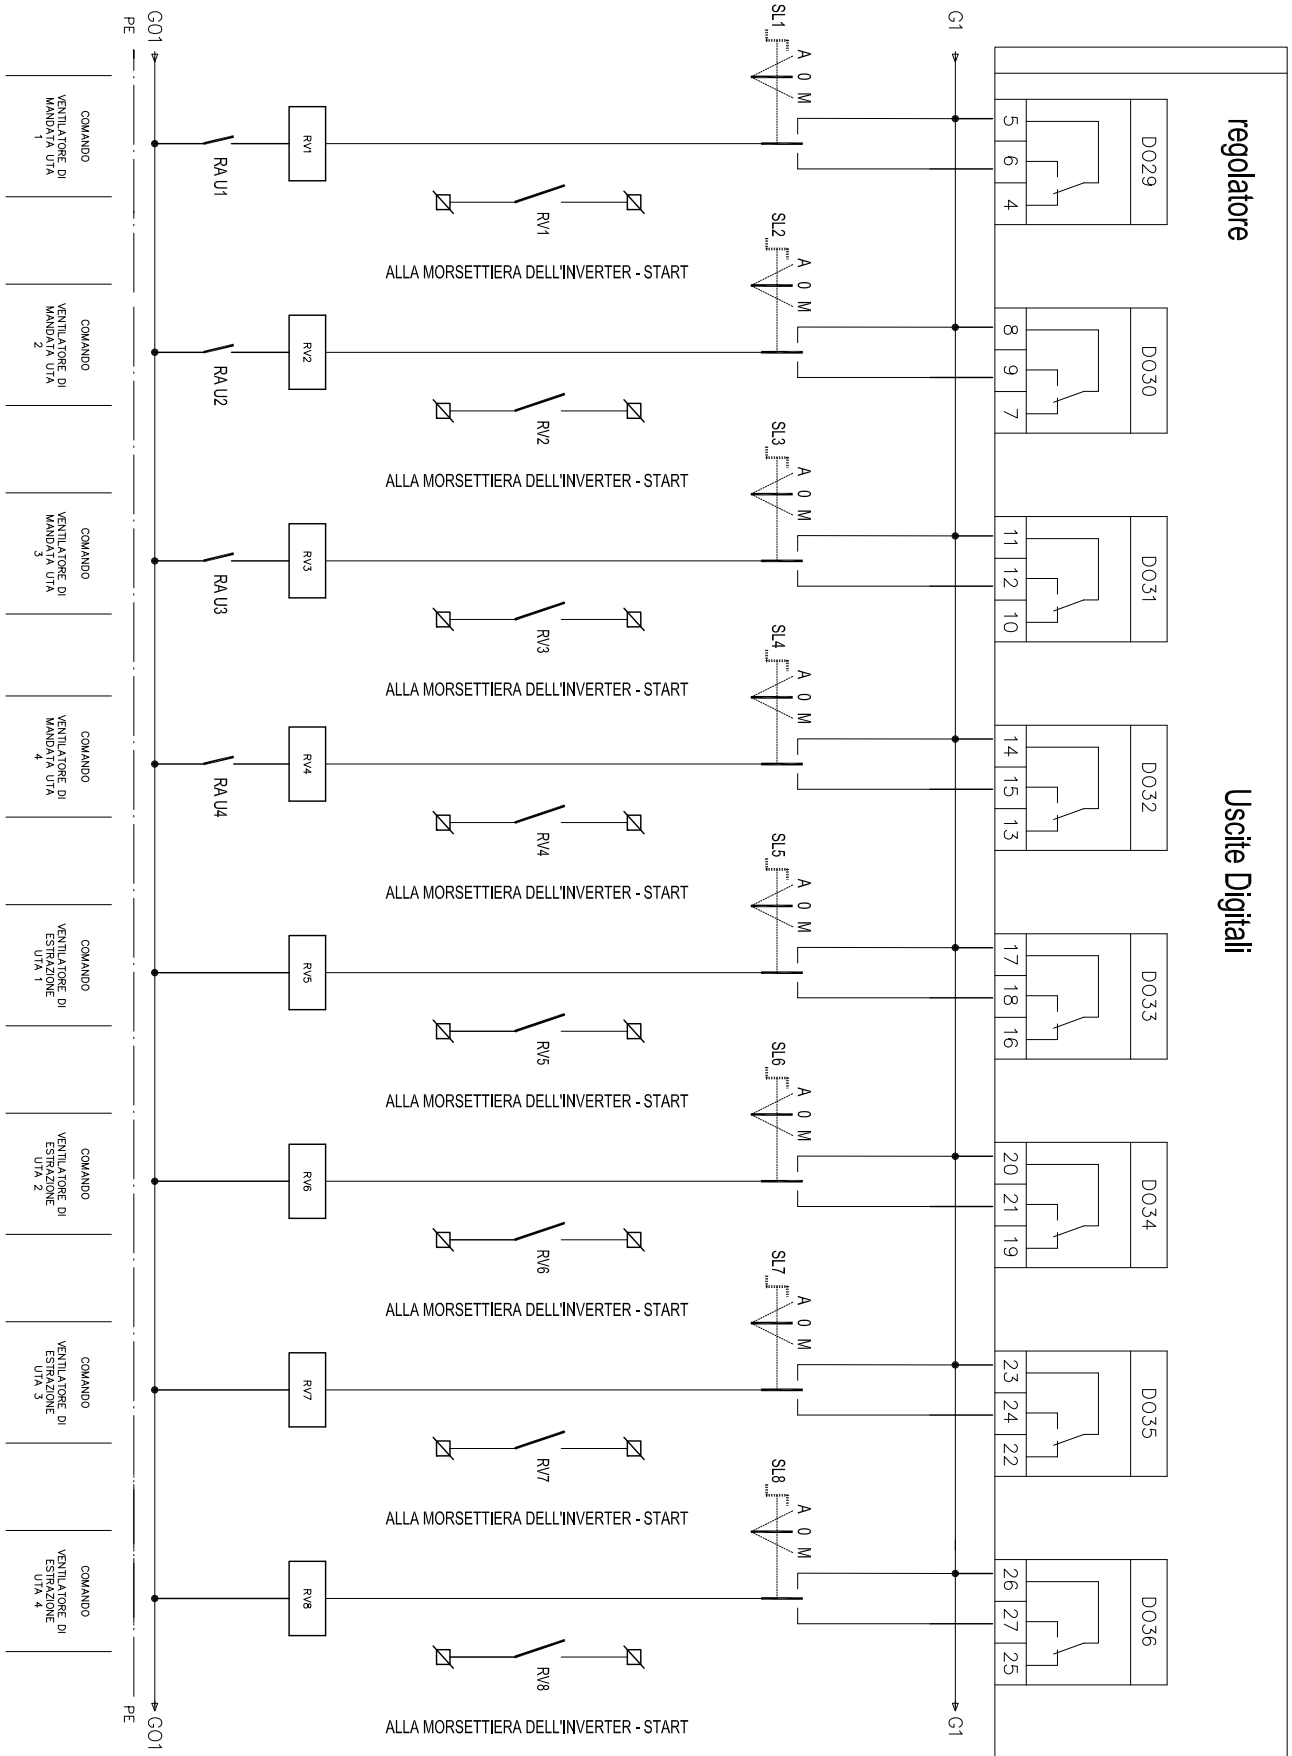 regolatore
Uscite Digitali
DO29
5 6 4
DO30
8 9 7
DO31
11 12 10
DO32
14 15 13
DO33
17 18 16
DO34
20 21 19
DO35
23 24 22
DO36
26 27 25
G1
G1
SL1
A 0 M
SL2
A 0 M
SL3
A 0 M
SL4
A 0 M
SL5
A 0 M
SL6
A 0 M
SL7
A 0 M
SL8
A 0 M
RV1
ALLA MORSETTIERA DELL'INVERTER - START
RV2
ALLA MORSETTIERA DELL'INVERTER - START
RV3
ALLA MORSETTIERA DELL'INVERTER - START
RV4
ALLA MORSETTIERA DELL'INVERTER - START
RV5
ALLA MORSETTIERA DELL'INVERTER - START
RV6
ALLA MORSETTIERA DELL'INVERTER - START
RV7
ALLA MORSETTIERA DELL'INVERTER - START
RV8
ALLA MORSETTIERA DELL'INVERTER - START
RV1
RV2
RV3
RV4
RV5
RV6
RV7
RV8
RA U1
RA U2
RA U3
RA U4
GO1
GO1
PE
PE
COMANDO
VENTILATORE DI
MANDATA UTA
1
COMANDO
VENTILATORE DI
MANDATA UTA
2
COMANDO
VENTILATORE DI
MANDATA UTA
3
COMANDO
VENTILATORE DI
MANDATA UTA
4
COMANDO
VENTILATORE DI
ESTRAZIONE
UTA 1
COMANDO
VENTILATORE DI
ESTRAZIONE
UTA 2
COMANDO
VENTILATORE DI
ESTRAZIONE
UTA 3
COMANDO
VENTILATORE DI
ESTRAZIONE
UTA 4